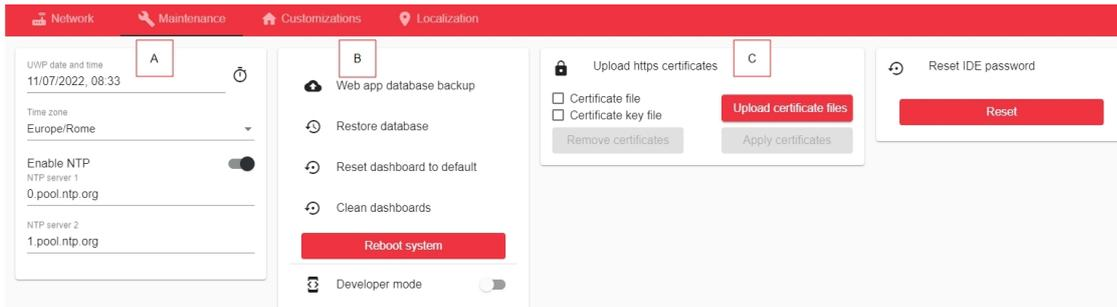 Network
Maintenance
Customizations
Localization
A
UWP date and time
11/07/2022, 08:33
Time zone
Europe/Rome
Enable NTP
NTP server 1
0.pool.ntp.org
NTP server 2
1.pool.ntp.org
B
Web app database backup
Restore database
Reset dashboard to default
Clean dashboards
Reboot system
Developer mode
Upload https certificates
C
Certificate file
Certificate key file
Upload certificate files
Remove certificates
Apply certificates
Reset IDE password
Reset